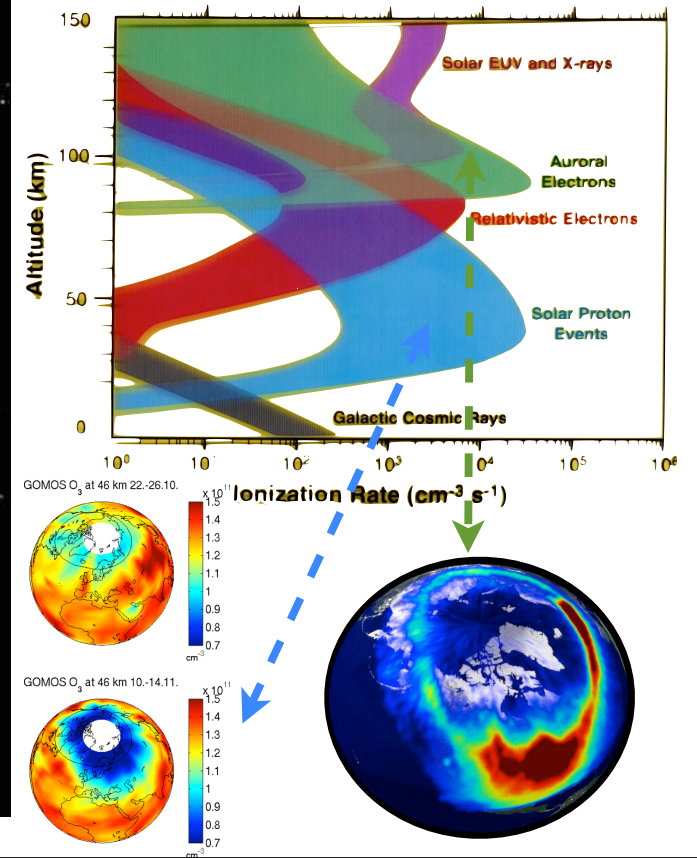 150
Solar EUV and X-rays
100
Auroral
Electrons
Relativistic Electrons
Altitude (km)
50
Solar Proton
Events
0
Galactic Cosmic Rays
10⁰ 10¹ 10² 10³ 10⁴ 10⁵ 10⁶
Ionization Rate (cm⁻³ s⁻¹)
GOMOS O₃ at 46 km 22.-26.10.
x 10¹¹
1.5
1.4
1.3
1.2
1.1
1
0.9
0.8
0.7
cm⁻³
GOMOS O₃ at 46 km 10.-14.11.
x 10¹¹
1.5
1.4
1.3
1.2
1.1
1
0.9
0.8
0.7
cm⁻³